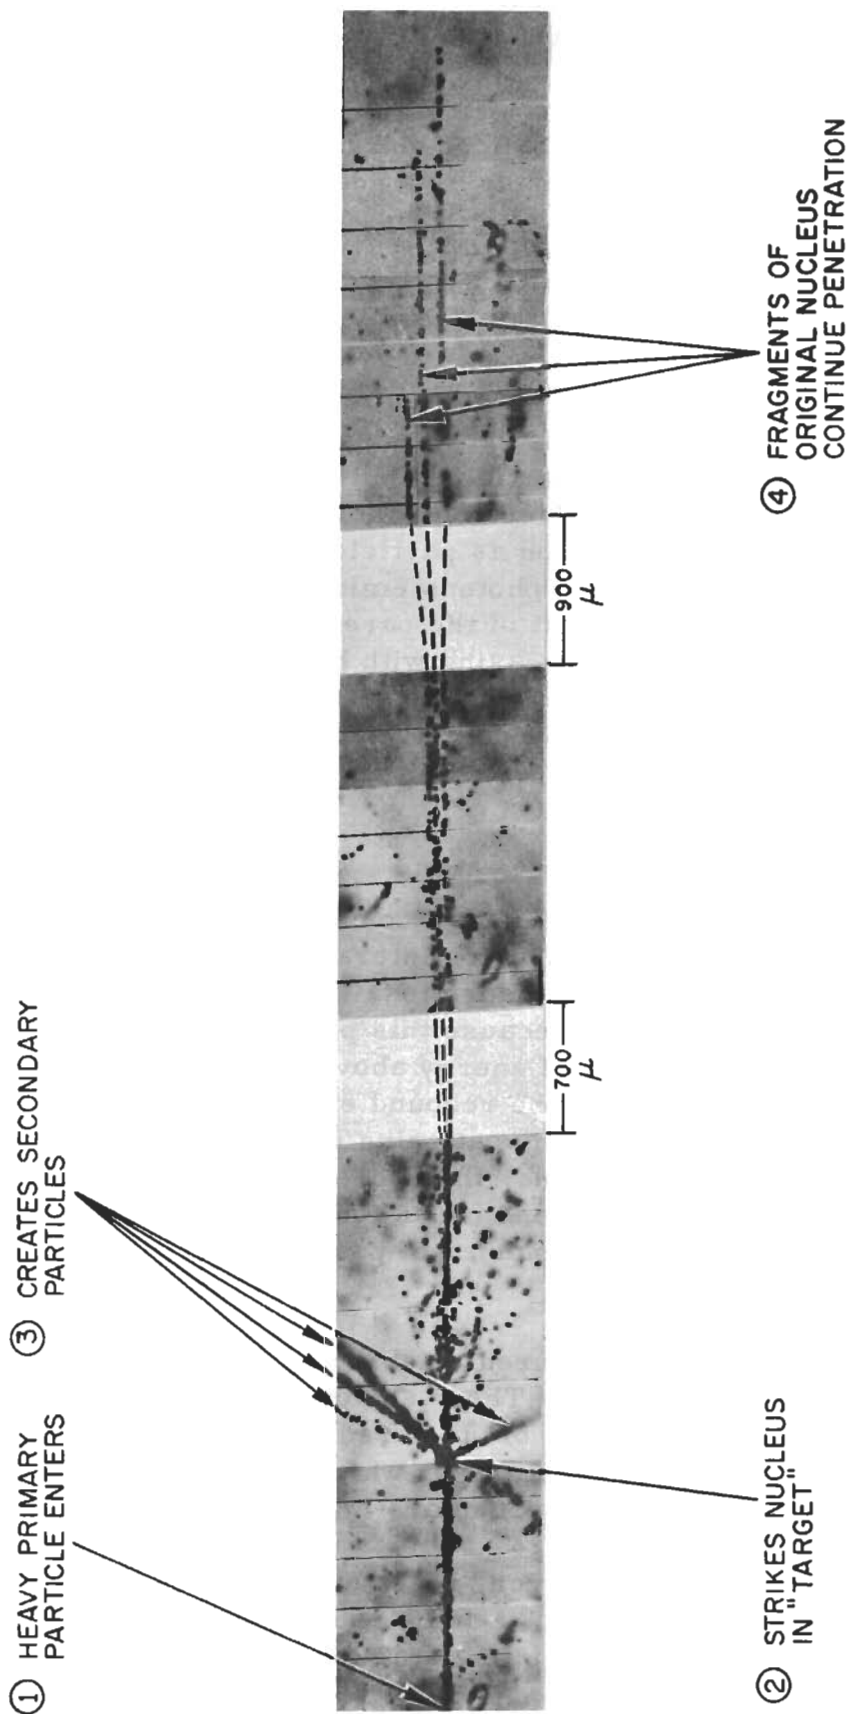 ① HEAVY PRIMARY
PARTICLE ENTERS
③ CREATES SECONDARY
PARTICLES
700
μ
900
μ
② STRIKES NUCLEUS
IN "TARGET"
④ FRAGMENTS OF
ORIGINAL NUCLEUS
CONTINUE PENETRATION